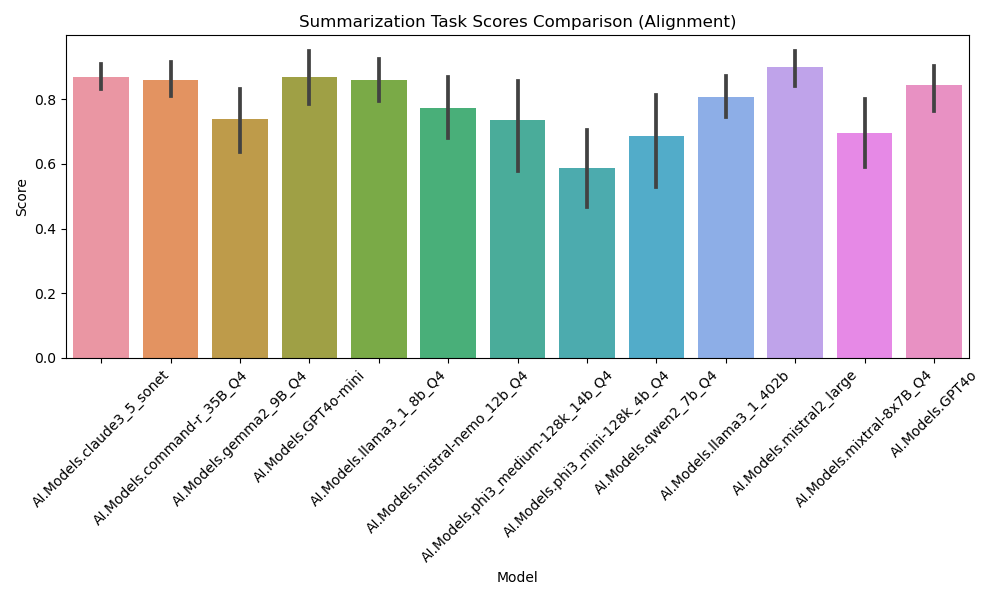 Summarization Task Scores Comparison (Alignment)
Score
0.8
0.6
0.4
0.2
0.0
AI.Models.claude3_5_sonet
AI.Models.command-r_35B_Q4
AI.Models.gemma2_9B_Q4
AI.Models.GPT4o-mini
AI.Models.llama3_1_8b_Q4
AI.Models.mistral-nemo_12b_Q4
AI.Models.phi3_medium-128k_14b_Q4
AI.Models.phi3_mini-128k_4b_Q4
AI.Models.qwen2_7b_Q4
AI.Models.llama3_1_402b
AI.Models.mistral2_large
AI.Models.mixtral-8x7B_Q4
AI.Models.GPT4o
Model